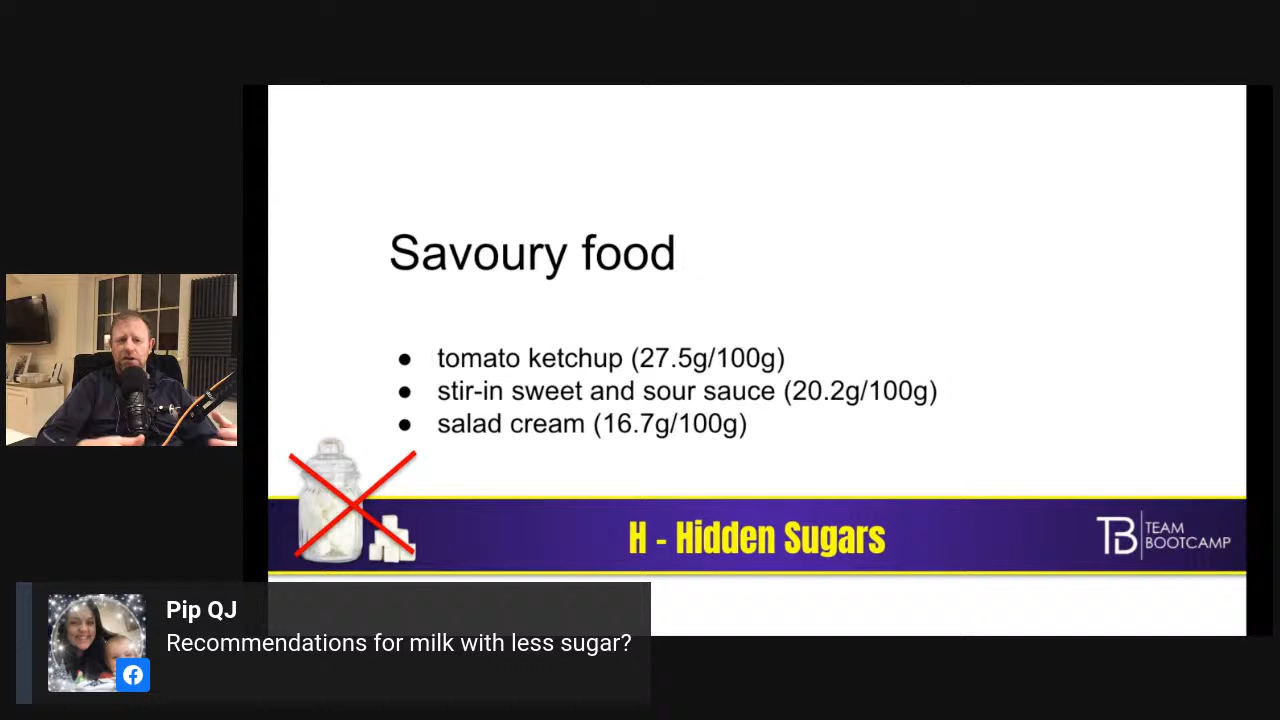 Savoury food
● tomato ketchup (27.5g/100g)
● stir-in sweet and sour sauce (20.2g/100g)
● salad cream (16.7g/100g)
H - Hidden Sugars
TB TEAM
BOOTCAMP
Pip QJ
Recommendations for milk with less sugar?